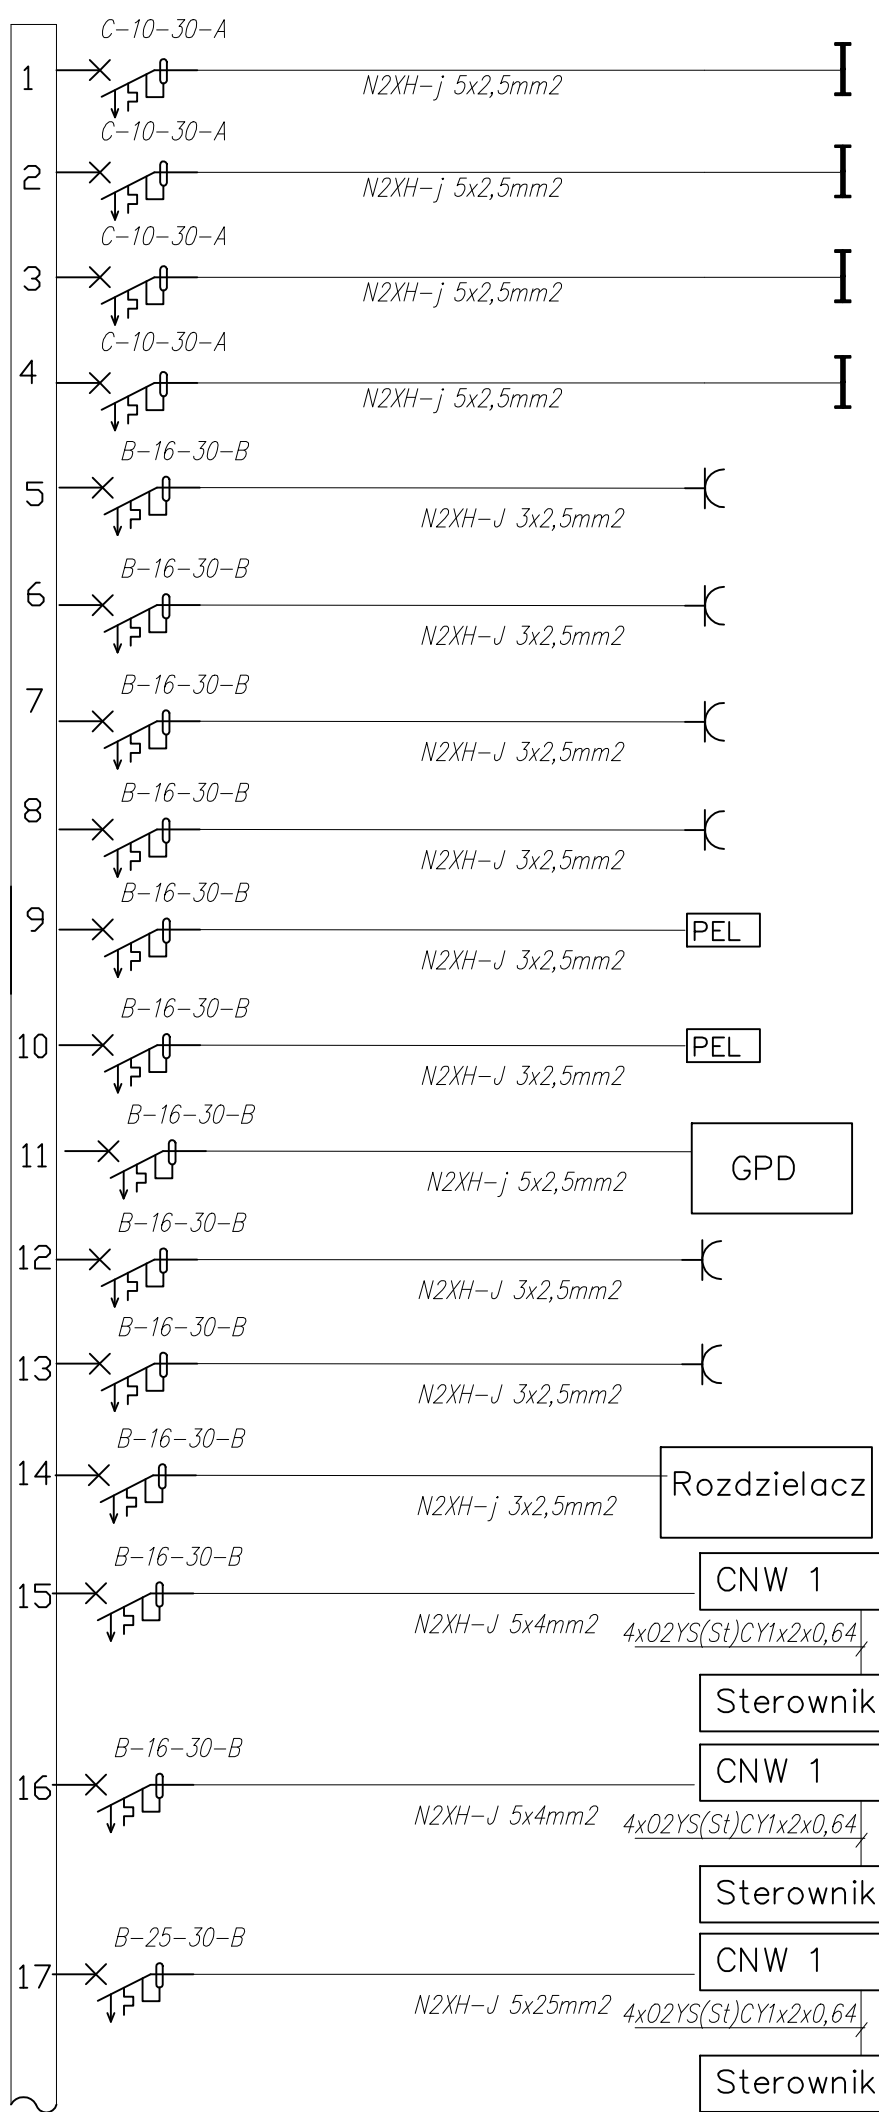 C-10-30-A
1
N2XH-j 5x2,5mm2
C-10-30-A
2
N2XH-j 5x2,5mm2
C-10-30-A
3
N2XH-j 5x2,5mm2
C-10-30-A
4
N2XH-j 5x2,5mm2
B-16-30-B
5
N2XH-J 3x2,5mm2
B-16-30-B
6
N2XH-J 3x2,5mm2
B-16-30-B
7
N2XH-J 3x2,5mm2
B-16-30-B
8
N2XH-J 3x2,5mm2
B-16-30-B
9
PEL
N2XH-J 3x2,5mm2
B-16-30-B
10
PEL
N2XH-J 3x2,5mm2
B-16-30-B
11
GPD
N2XH-j 5x2,5mm2
B-16-30-B
12
N2XH-J 3x2,5mm2
B-16-30-B
13
N2XH-J 3x2,5mm2
B-16-30-B
14
Rozdzielacz
N2XH-j 3x2,5mm2
B-16-30-B
15
CNW 1
N2XH-J 5x4mm2
4x02YS(St)CY1x2x0,64
Sterownik
B-16-30-B
16
CNW 1
N2XH-J 5x4mm2
4x02YS(St)CY1x2x0,64
Sterownik
B-25-30-B
17
CNW 1
N2XH-J 5x25mm2
4x02YS(St)CY1x2x0,64
Sterownik